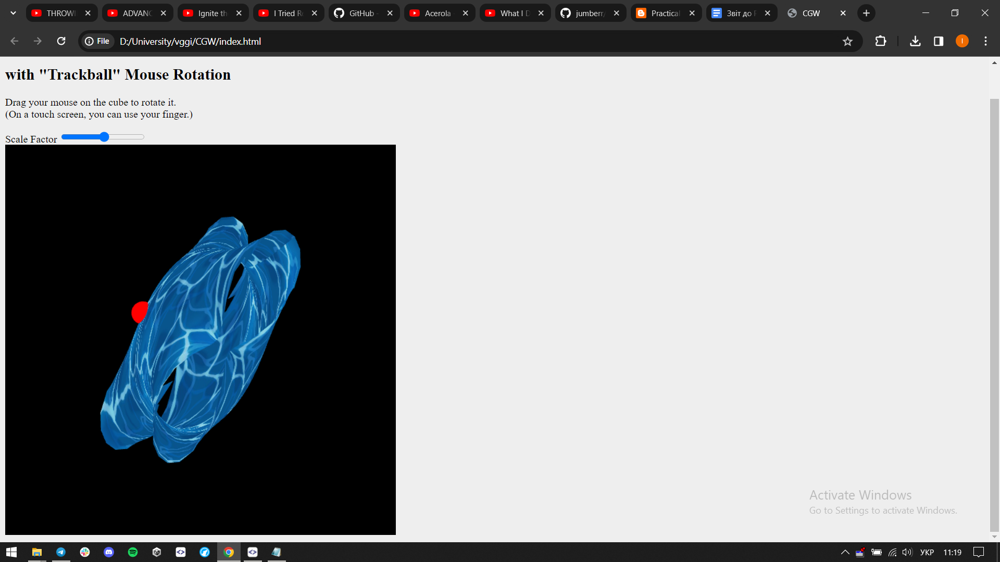 THROWI
ADVANC
Ignite th
I Tried R
GitHub -
Acerola
What I D
jumberr/
Practical
Звіт до Р
CGW
File
D:/University/vggi/CGW/index.html
I
with "Trackball" Mouse Rotation
Drag your mouse on the cube to rotate it.
(On a touch screen, you can use your finger.)
Scale Factor
Activate Windows
Go to Settings to activate Windows.
УКР
11:19